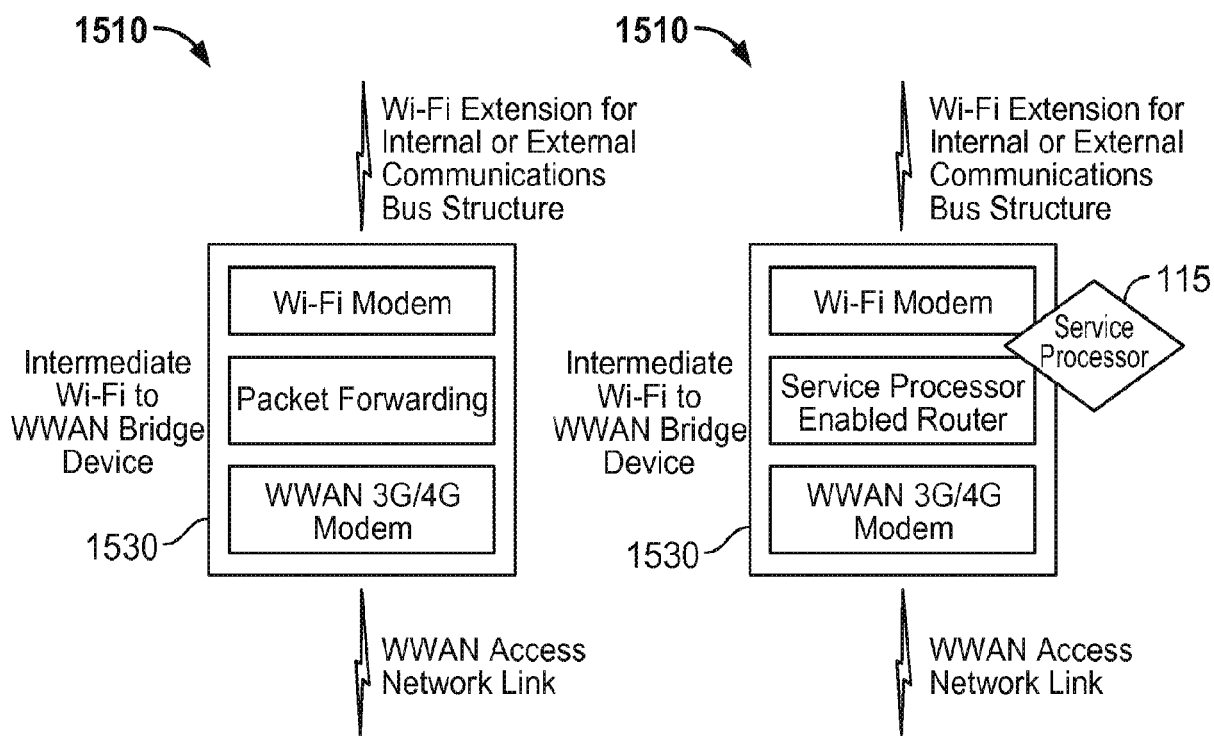 1510
Wi-Fi Extension for
Internal or External
Communications
Bus Structure
Wi-Fi Modem
Packet Forwarding
WWAN 3G/4G
Modem
Intermediate
Wi-Fi to
WWAN Bridge
Device
1530
WWAN Access
Network Link
1510
Wi-Fi Extension for
Internal or External
Communications
Bus Structure
115
Service
Processor
Wi-Fi Modem
Service Processor
Enabled Router
WWAN 3G/4G
Modem
Intermediate
Wi-Fi to
WWAN Bridge
Device
1530
WWAN Access
Network Link